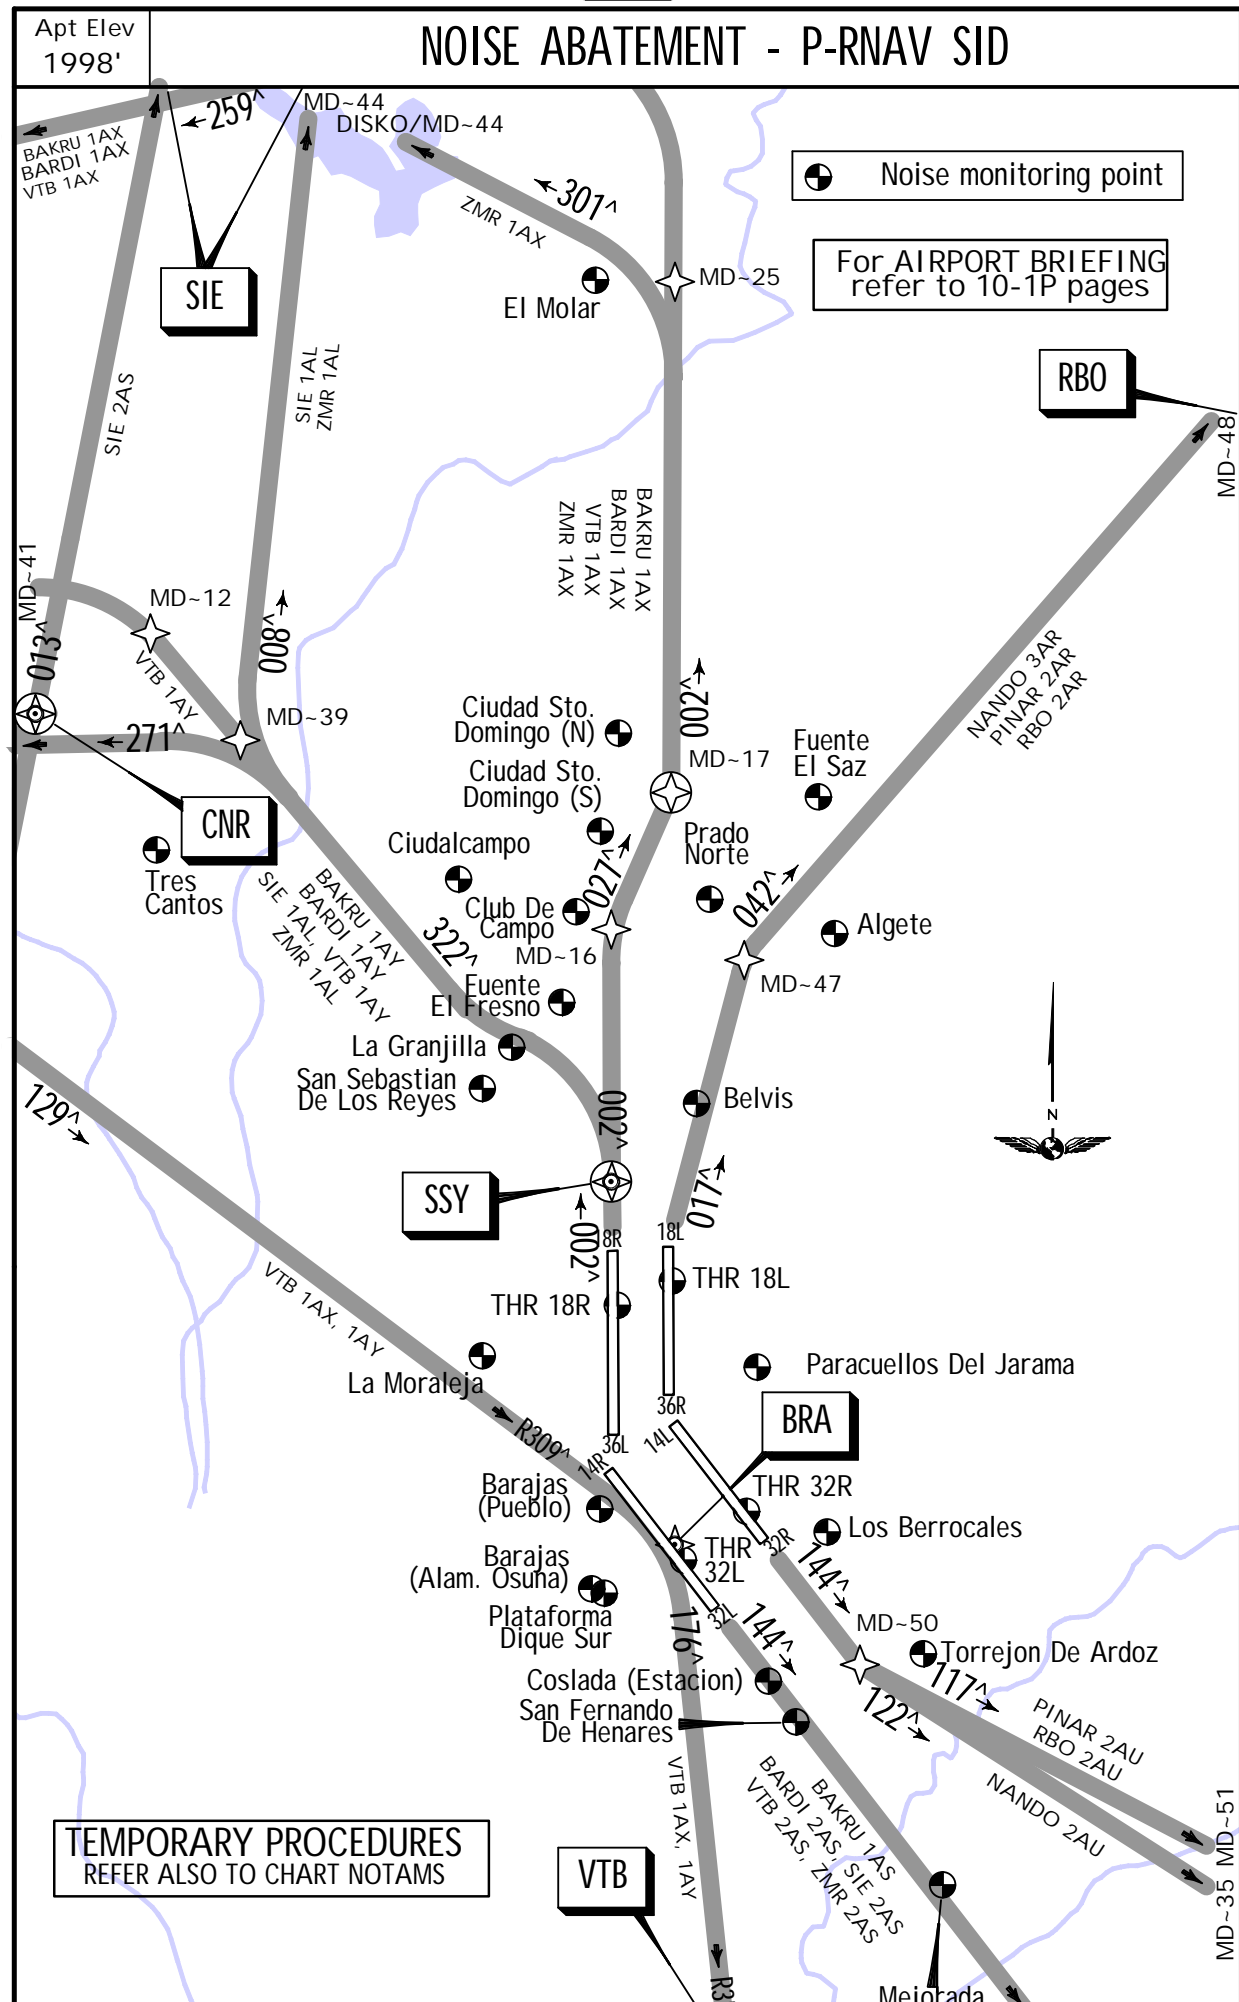 Apt Elev
1998'
NOISE ABATEMENT - P-RNAV SID
259^
MD~44
DISKO/MD~44
BAKRU 1AX
BARDI 1AX
VTB 1AX
301^
ZMR 1AX
Noise monitoring point
For AIRPORT BRIEFING
refer to 10-1P pages
SIE
El Molar
MD~25
RBO
MD~48
SIE 2AS
SIE 1AL
ZMR 1AL
BAKRU 1AX
BARDI 1AX
VTB 1AX
ZMR 1AX
MD~41
MD~12
013^
008^
VTB 1AY
MD~39
271^
NANDO 3AR
PINAR 2AR
RBO 2AR
002^
Ciudad Sto.
Domingo (N)
MD~17
Fuente
El Saz
Ciudad Sto.
Domingo (S)
CNR
Ciudalcampo
Prado
Norte
Tres
Cantos
027^
042^
Club De
Campo
Algete
MD~16
BAKRU 1AY
BARDI 1AY
SIE 1AL, VTB 1AY
ZMR 1AL
322^
MD~47
Fuente
El Fresno
La Granjilla
San Sebastian
De Los Reyes
Belvis
129^
002^
N
SSY
017^
002^
18L
8R
THR 18L
THR 18R
VTB 1AX, 1AY
La Moraleja
Paracuellos Del Jarama
36R
BRA
R309^
36L
14L
14R
Barajas
(Pueblo)
THR 32R
Los Berrocales
32R
THR
32L
Barajas
(Alam. Osuna)
144^
Plataforma
Dique Sur
32L
176^
144^
MD~50
Torrejon De Ardoz
Coslada (Estacion)
117^
San Fernando
De Henares
122^
PINAR 2AU
RBO 2AU
NANDO 2AU
VTB 1AX, 1AY
BAKRU 1AS
BARDI 2AS, SIE 2AS
VTB 2AS, ZMR 2AS
MD~35 MD~51
TEMPORARY PROCEDURES
REFER ALSO TO CHART NOTAMS
VTB
R3
Mejorada